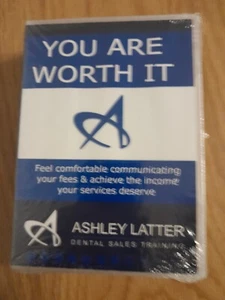 YOU ARE
WORTH IT
Feel comfortable communicating
your fees & achieve the income
your services deserve
ASHLEY LATTER
DENTAL SALES TRAINING